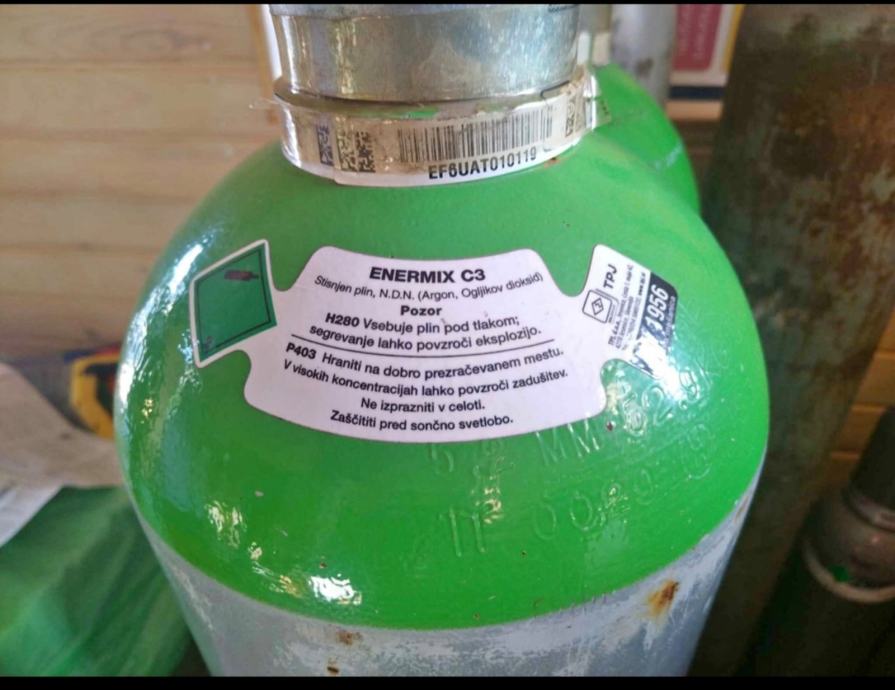 EF6UAT010119
ENERMIX C3
Stisnjen plin, N.D.N. (Argon, Ogljikov dioksid)
Pozor
H280 Vsebuje plin pod tlakom;
segrevanje lahko povzroči eksplozijo.
P403 Hraniti na dobro prezračevanem mestu.
V visokih koncentracijah lahko povzroči zadušitev.
Ne izprazniti v celoti.
Zaščititi pred sončno svetlobo.
TPJ
1956
MM